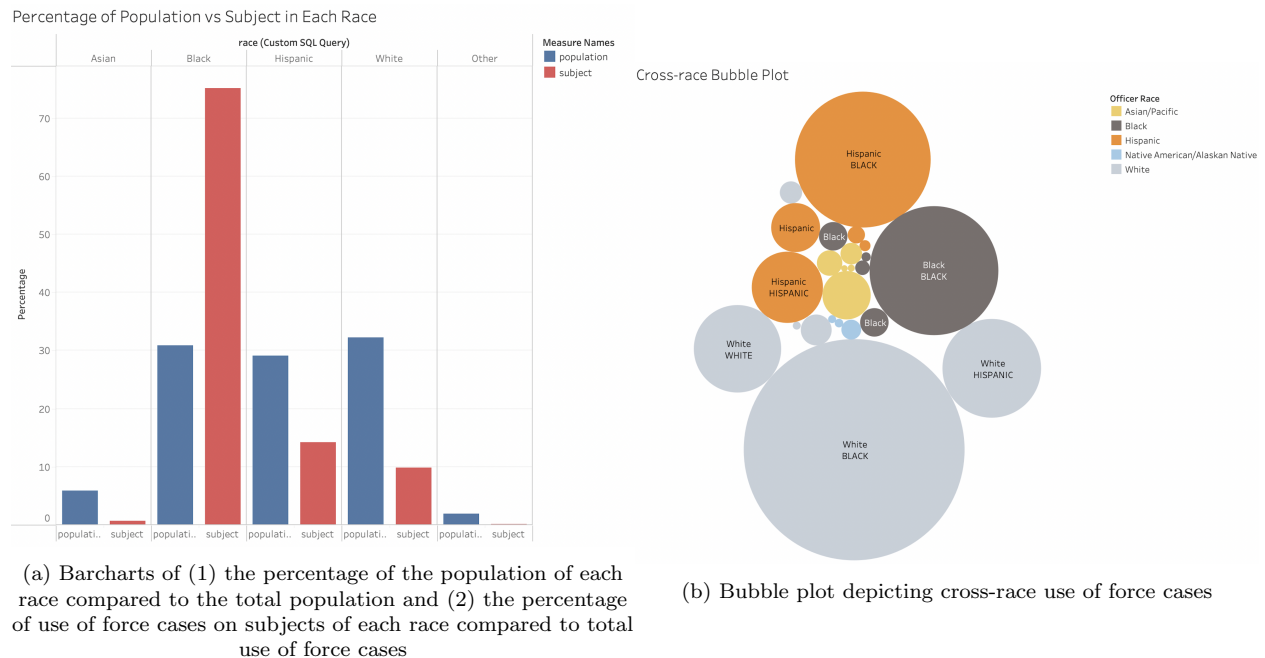 Percentage of Population vs Subject in Each Race
race (Custom SQL Query)
Asian
Black
Hispanic
White
Other
Measure Names
population
subject
Percentage
70
60
50
40
30
20
10
0
populati..
subject
populati..
subject
populati..
subject
populati..
subject
populati..
subject
(a) Barcharts of (1) the percentage of the population of each
race compared to the total population and (2) the percentage
of use of force cases on subjects of each race compared to total
use of force cases
Cross-race Bubble Plot
Officer Race
Asian/Pacific
Black
Hispanic
Native American/Alaskan Native
White
Hispanic
BLACK
Hispanic
Black
Black
BLACK
Hispanic
HISPANIC
Black
White
WHITE
White
HISPANIC
White
BLACK
(b) Bubble plot depicting cross-race use of force cases